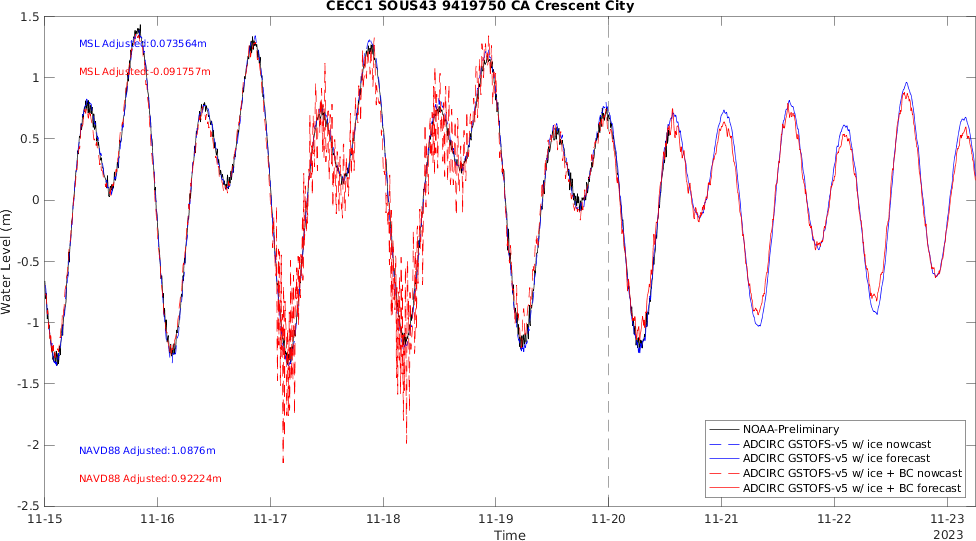 CECC1 SOUS43 9419750 CA Crescent City
1.5
1
0.5
0
-0.5
-1
-1.5
-2
-2.5
Water Level (m)
MSL Adjusted:0.073564m
MSL Adjusted:-0.091757m
NAVD88 Adjusted:1.0876m
NAVD88 Adjusted:0.92224m
NOAA-Preliminary
ADCIRC GSTOFS-v5 w/ ice nowcast
ADCIRC GSTOFS-v5 w/ ice forecast
ADCIRC GSTOFS-v5 w/ ice + BC nowcast
ADCIRC GSTOFS-v5 w/ ice + BC forecast
11-15 11-16 11-17 11-18 11-19 11-20 11-21 11-22 11-23
Time
2023